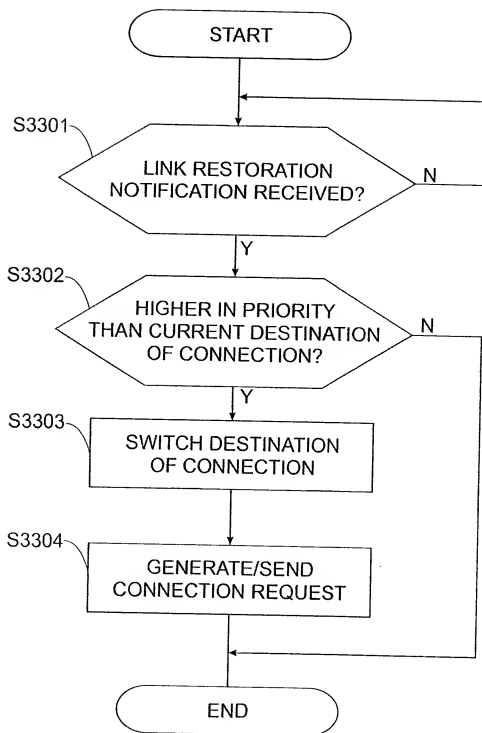 START
S3301
LINK RESTORATION
NOTIFICATION RECEIVED?
N
Y
S3302
HIGHER IN PRIORITY
THAN CURRENT DESTINATION
OF CONNECTION?
N
Y
S3303
SWITCH DESTINATION
OF CONNECTION
S3304
GENERATE/SEND
CONNECTION REQUEST
END